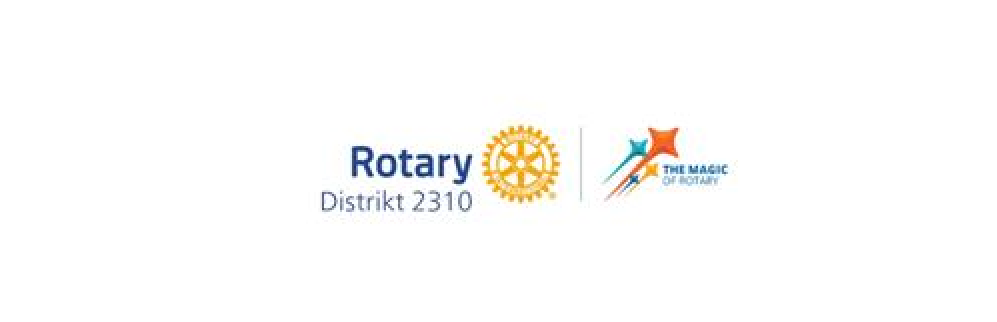 Rotary
Distrikt 2310
THE MAGIC
OF ROTARY